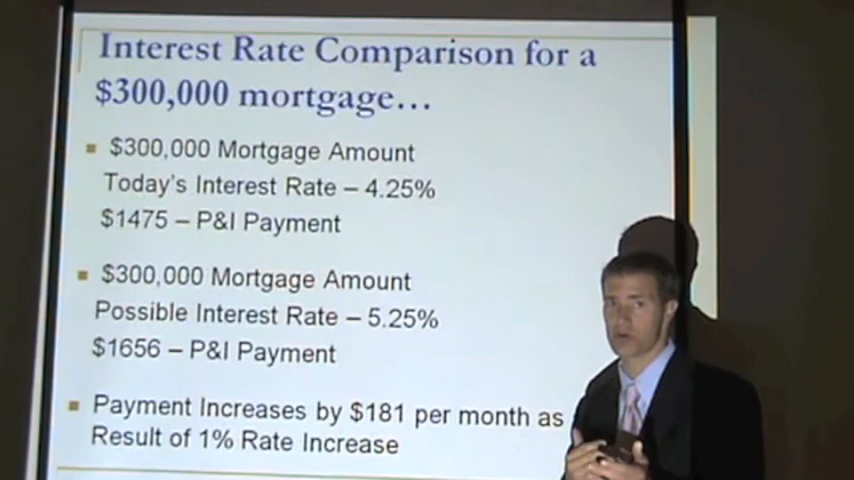 Interest Rate Comparison for a
$300,000 mortgage…
$300,000 Mortgage Amount
Today's Interest Rate – 4.25%
$1475 – P&I Payment
$300,000 Mortgage Amount
Possible Interest Rate – 5.25%
$1656 – P&I Payment
Payment Increases by $181 per month as
Result of 1% Rate Increase